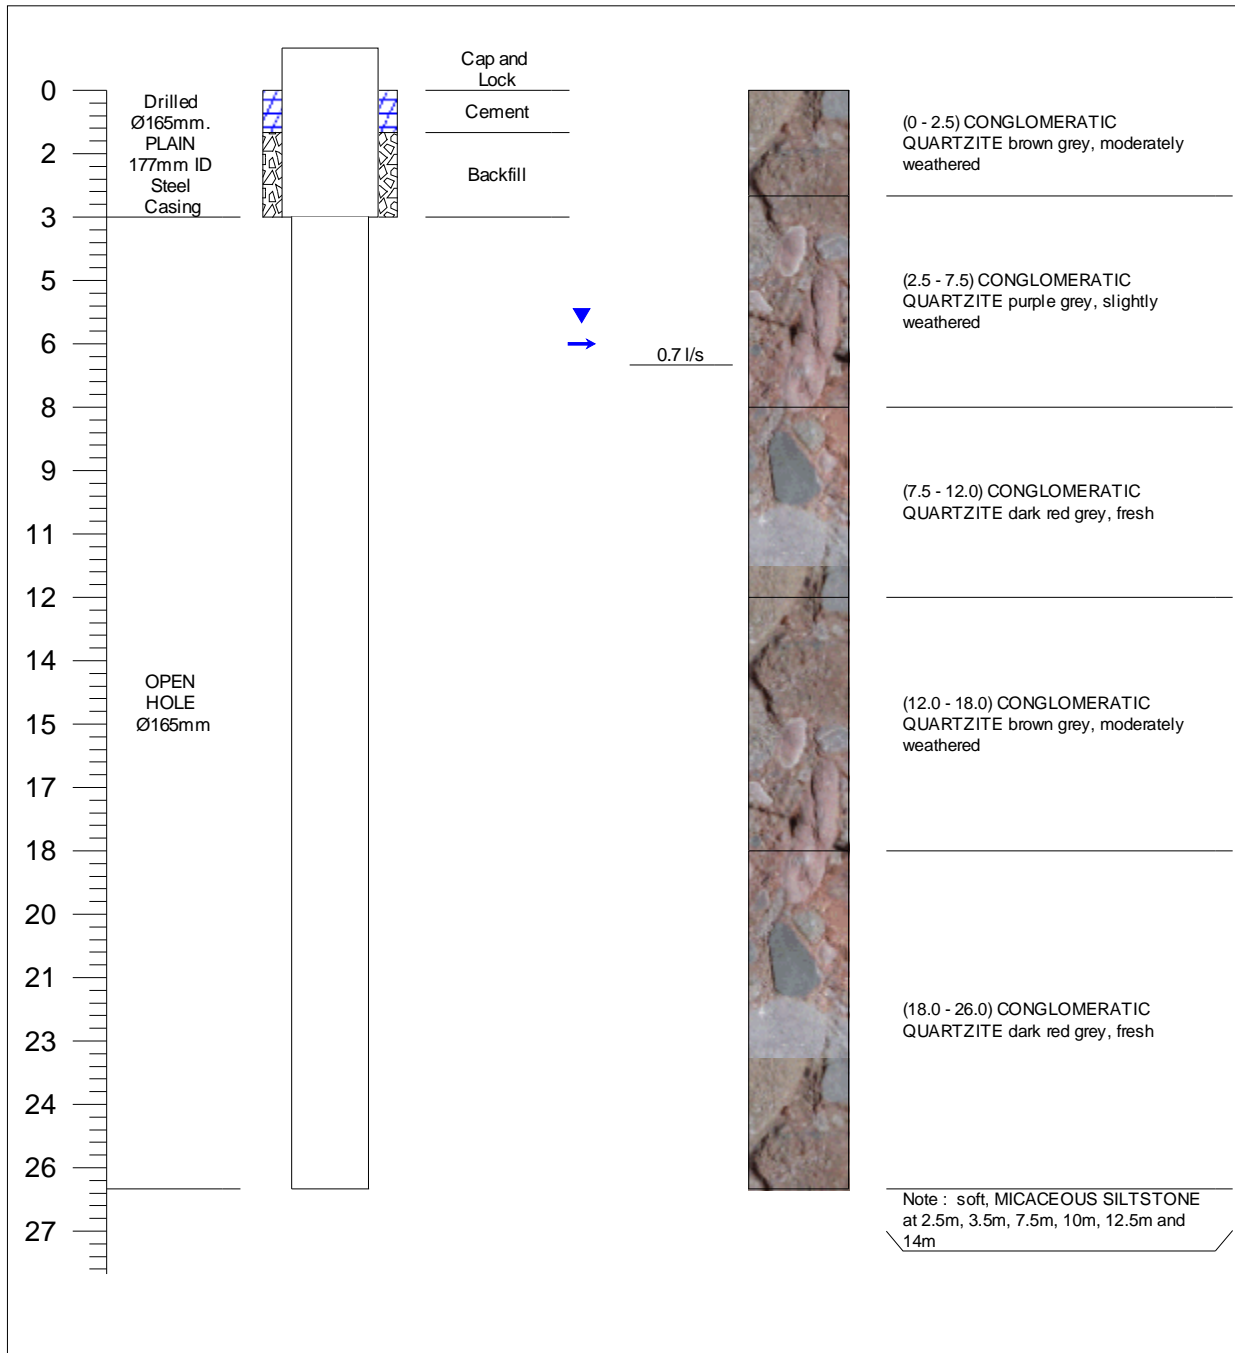 0
2
3
5
6
8
9
11
12
14
15
17
18
20
21
23
24
26
27
Drilled
Ø165mm.
PLAIN
177mm ID
Steel
Casing
OPEN
HOLE
Ø165mm
Cap and
Lock
Cement
Backfill
0.7 l/s
(0 - 2.5) CONGLOMERATIC
QUARTZITE brown grey, moderately
weathered
(2.5 - 7.5) CONGLOMERATIC
QUARTZITE purple grey, slightly
weathered
(7.5 - 12.0) CONGLOMERATIC
QUARTZITE dark red grey, fresh
(12.0 - 18.0) CONGLOMERATIC
QUARTZITE brown grey, moderately
weathered
(18.0 - 26.0) CONGLOMERATIC
QUARTZITE dark red grey, fresh
Note : soft, MICACEOUS SILTSTONE
at 2.5m, 3.5m, 7.5m, 10m, 12.5m and
14m